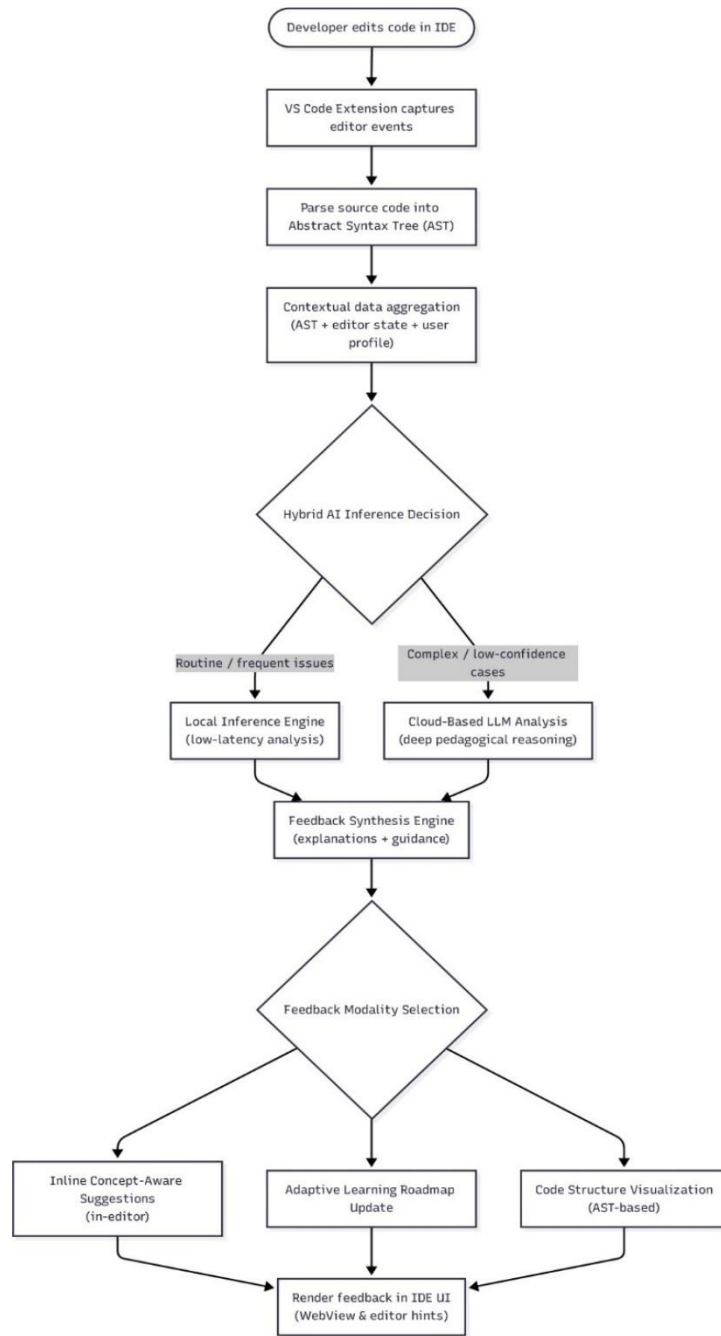 Developer edits code in IDE
VS Code Extension captures
editor events
Parse source code into
Abstract Syntax Tree (AST)
Contextual data aggregation
(AST + editor state + user
profile)
Hybrid AI Inference Decision
Routine / frequent issues
Complex / low-confidence
cases
Local Inference Engine
(low-latency analysis)
Cloud-Based LLM Analysis
(deep pedagogical reasoning)
Feedback Synthesis Engine
(explanations + guidance)
Feedback Modality Selection
Inline Concept-Aware
Suggestions
(in-editor)
Adaptive Learning Roadmap
Update
Code Structure Visualization
(AST-based)
Render feedback in IDE UI
(WebView & editor hints)